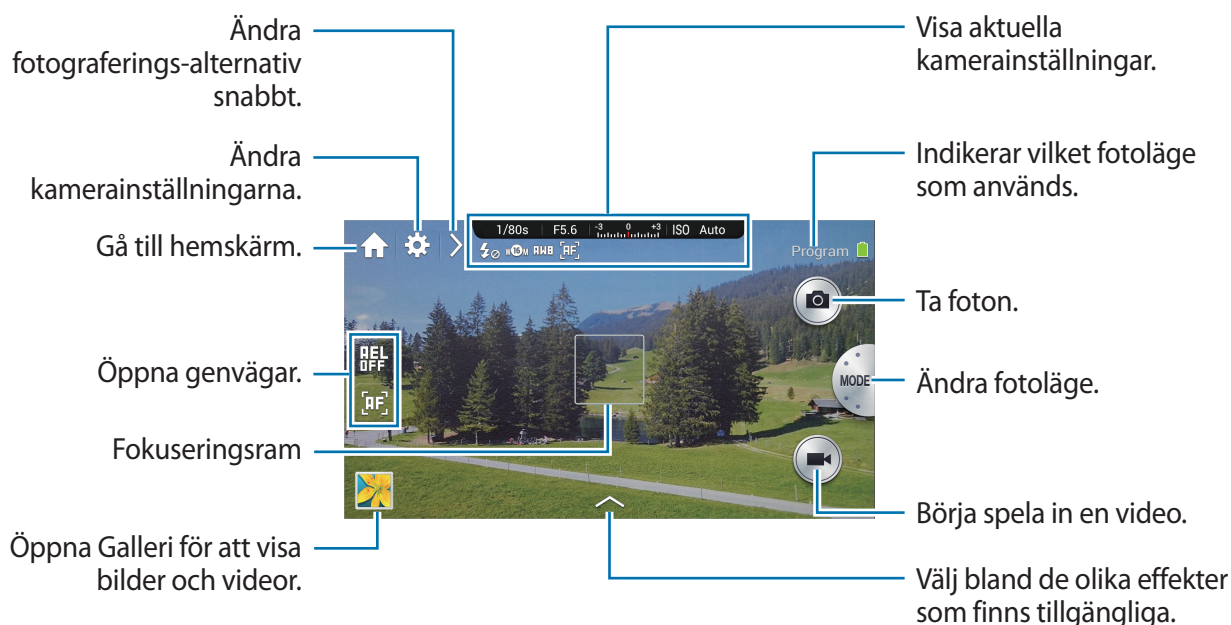 Ändra
fotograferings-alternativ
snabbt.
Ändra
kamerainställningarna.
Gå till hemskärm.
Öppna genvägar.
Fokuseringsram
Öppna Galleri för att visa
bilder och videor.
1/80s F5.6 -3 0 +3 ISO Auto
16M AWB AF
Program
AEL
OFF
AF
MODE
Visa aktuella
kamerainställningar.
Indikerar vilket fotoläge
som används.
Ta foton.
Ändra fotoläge.
Börja spela in en video.
Välj bland de olika effekter
som finns tillgängliga.